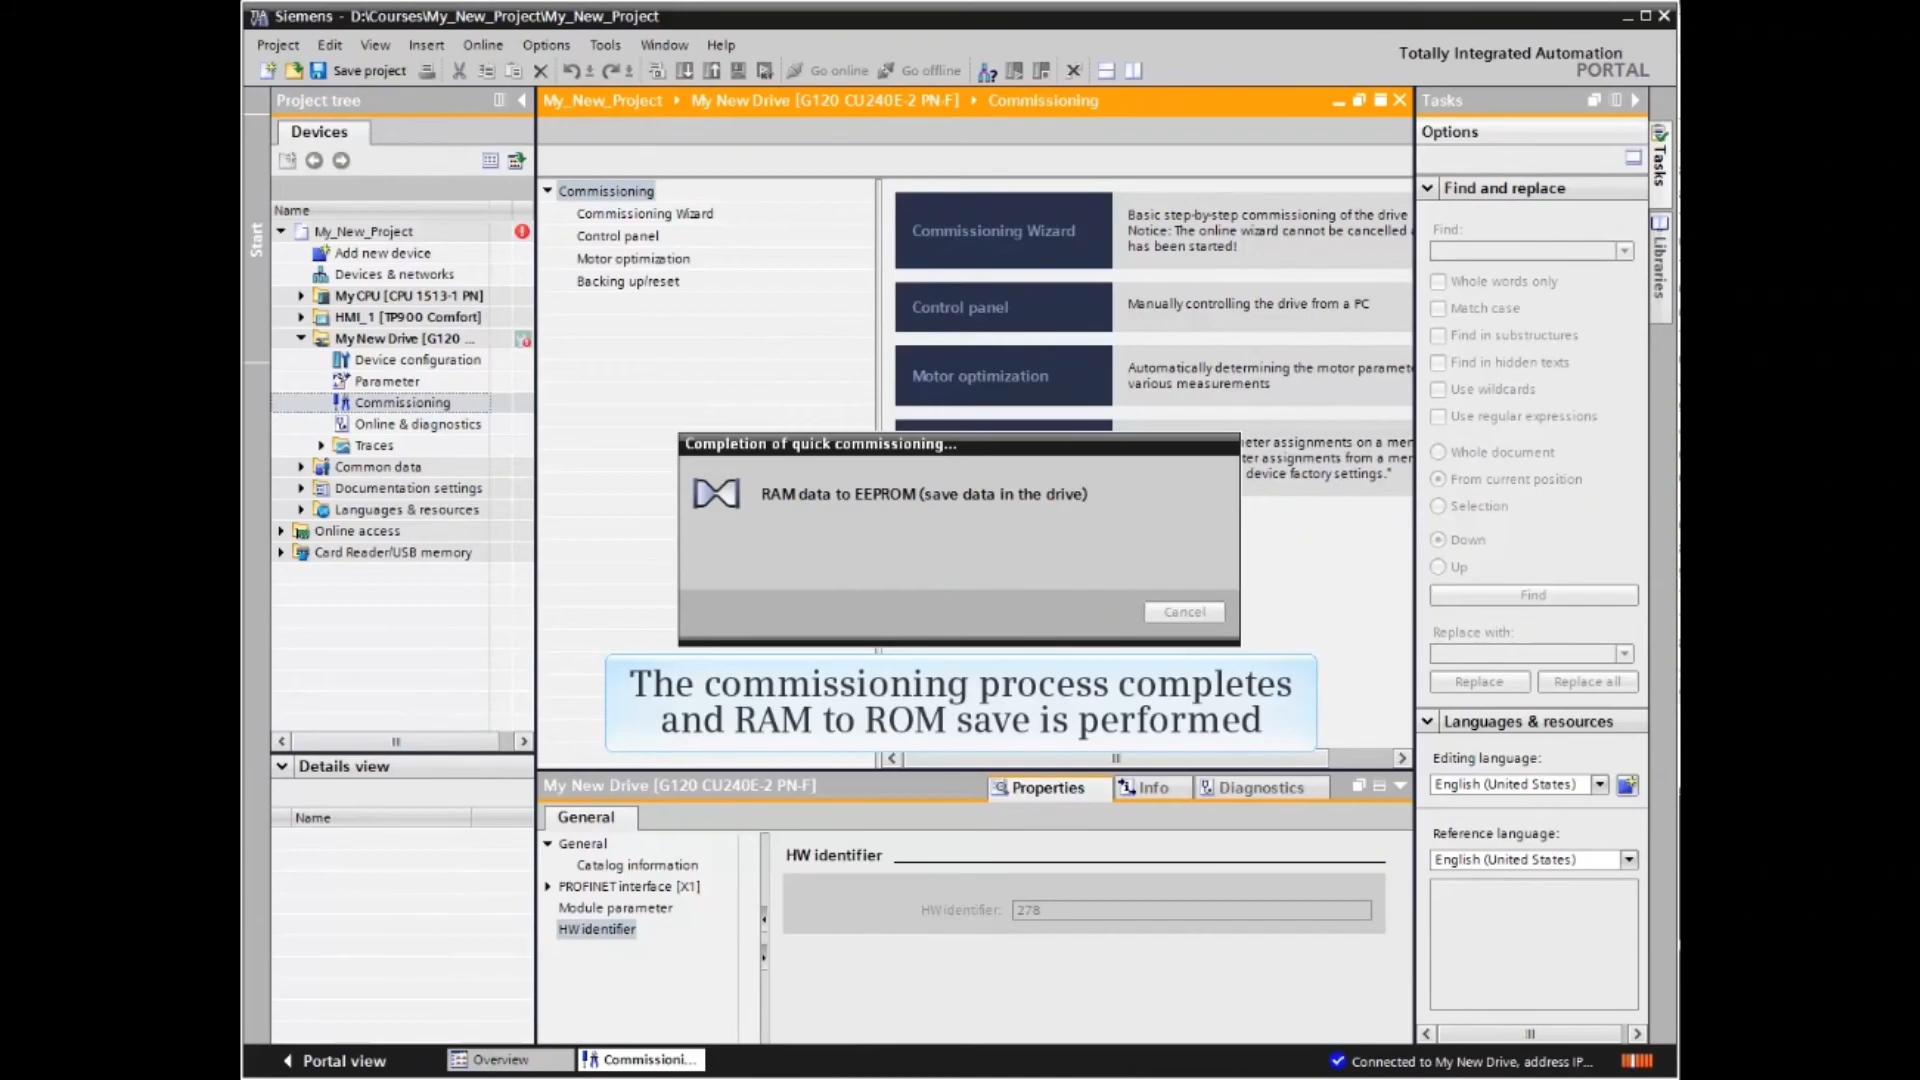 Siemens - D:\Courses\My_New_Project\My_New_Project
Project Edit View Insert Online Options Tools Window Help
Totally Integrated Automation
PORTAL
Save project
Go online
Go offline
Project tree
My_New_Project
My New Drive [G120 CU240E-2 PN-F]
Commissioning
Tasks
Devices
Options
Start
Tasks
Libraries
Name
My_New_Project
Add new device
Devices & networks
My CPU [CPU 1513-1 PN]
HMI_1 [TP900 Comfort]
My New Drive [G120 ...
Device configuration
Parameter
Commissioning
Online & diagnostics
Traces
Common data
Documentation settings
Languages & resources
Online access
Card Reader/USB memory
Details view
Name
Commissioning
Commissioning Wizard
Control panel
Motor optimization
Backing up/reset
Commissioning Wizard
Basic step-by-step commissioning of the drive
Notice: The online wizard cannot be cancelled
has been started!
Control panel
Manually controlling the drive from a PC
Motor optimization
Automatically determining the motor paramet
various measurements
eter assignments on a mem
ter assignments from a mem
device factory settings."
Completion of quick commissioning...
RAM data to EEPROM (save data in the drive)
Cancel
The commissioning process completes
and RAM to ROM save is performed
My New Drive [G120 CU240E-2 PN-F]
Properties
Info
Diagnostics
General
General
Catalog information
PROFINET interface [X1]
Module parameter
HW identifier
HW identifier
HW identifier: 278
Find and replace
Find:
Whole words only
Match case
Find in substructures
Find in hidden texts
Use wildcards
Use regular expressions
Whole document
From current position
Selection
Down
Up
Find
Replace with:
Replace
Replace all
Languages & resources
Editing language:
English (United States)
Reference language:
English (United States)
Portal view
Overview
Commissioni...
Connected to My New Drive, address IP...